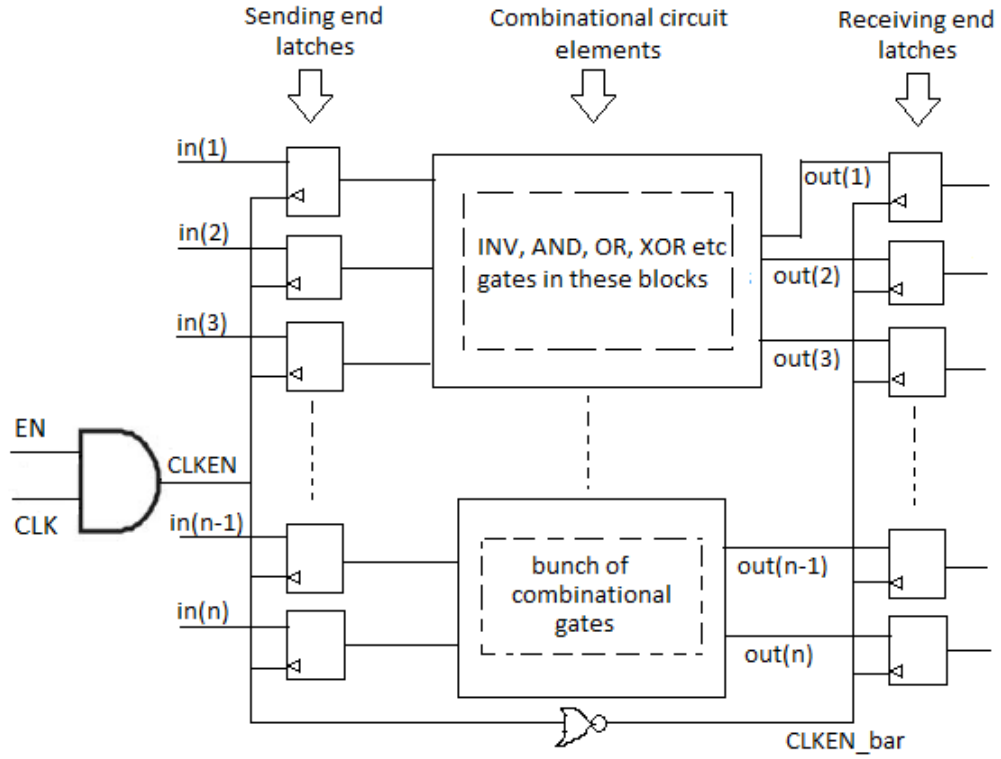 Sending end
latches
Combinational circuit
elements
Receiving end
latches
in(1)
in(2)
in(3)
in(n-1)
in(n)
EN
CLK
CLKEN
INV, AND, OR, XOR etc
gates in these blocks
bunch of
combinational
gates
out(1)
out(2)
out(3)
out(n-1)
out(n)
CLKEN_bar